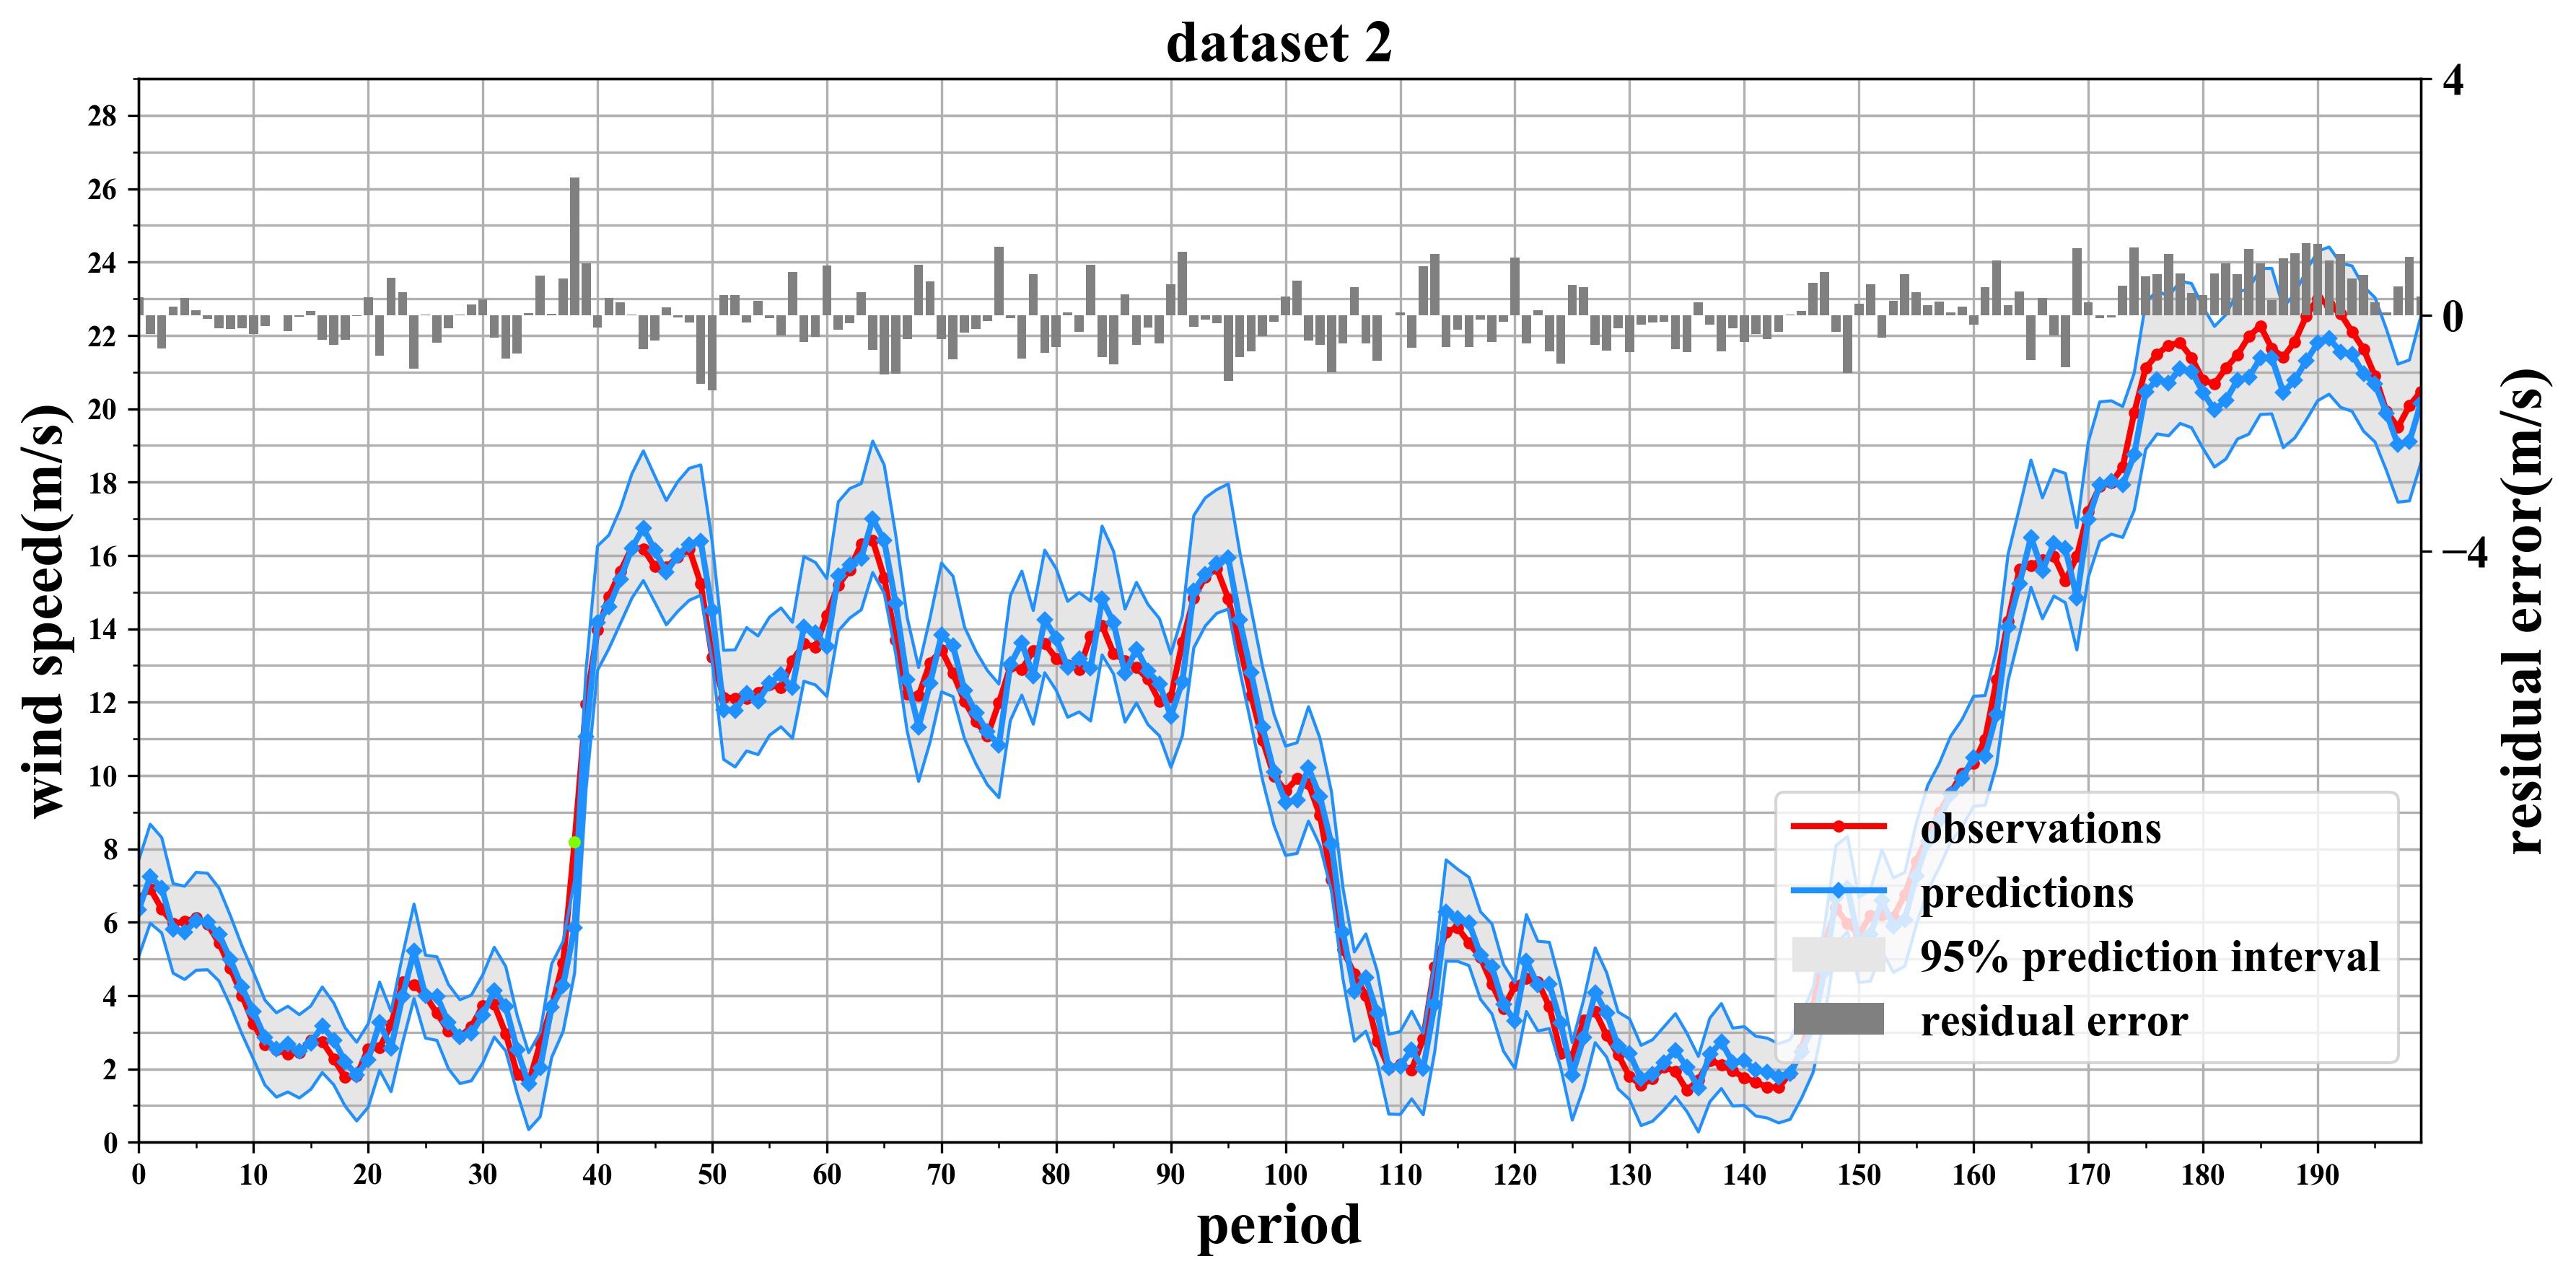 dataset 2
wind speed(m/s)
28
26
24
22
20
18
16
14
12
10
8
6
4
2
0
0 10 20 30 40 50 60 70 80 90 100 110 120 130 140 150 160 170 180 190
period
4
0
−4
residual error(m/s)
observations
predictions
95% prediction interval
residual error